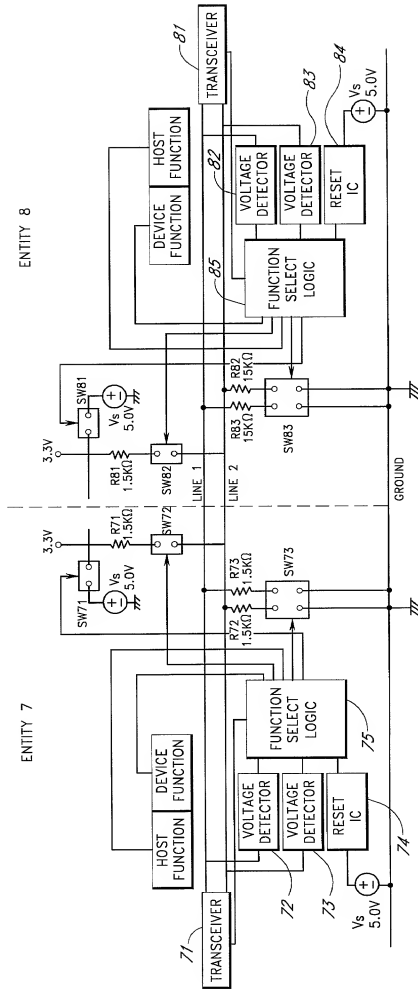 ENTITY 7
ENTITY 8
HOST
FUNCTION
DEVICE
FUNCTION
SW71
Vs
5.0V
3.3V
R71
1.5KΩ
SW72
3.3V
R81
1.5KΩ
SW82
SW81
Vs
5.0V
DEVICE
FUNCTION
HOST
FUNCTION
71
TRANSCEIVER
LINE 1
LINE 2
TRANSCEIVER
81
VOLTAGE
DETECTOR
72
VOLTAGE
DETECTOR
73
RESET
IC
74
FUNCTION
SELECT
LOGIC
75
Vs
5.0V
R72
1.5KΩ
R73
1.5KΩ
SW73
R83
15KΩ
R82
15KΩ
SW83
85
FUNCTION
SELECT
LOGIC
82
VOLTAGE
DETECTOR
83
VOLTAGE
DETECTOR
84
RESET
IC
Vs
5.0V
GROUND